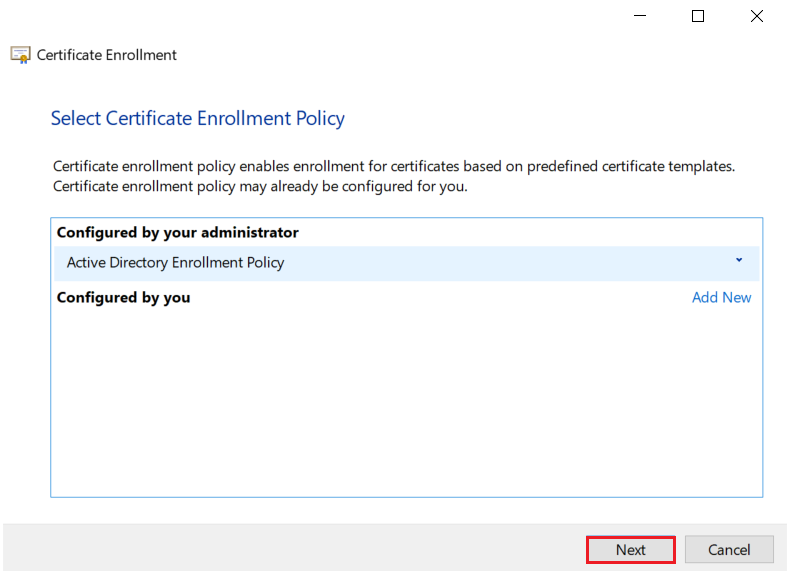 Certificate Enrollment
Select Certificate Enrollment Policy
Certificate enrollment policy enables enrollment for certificates based on predefined certificate templates.
Certificate enrollment policy may already be configured for you.
Configured by your administrator
Active Directory Enrollment Policy
Configured by you Add New
Next Cancel